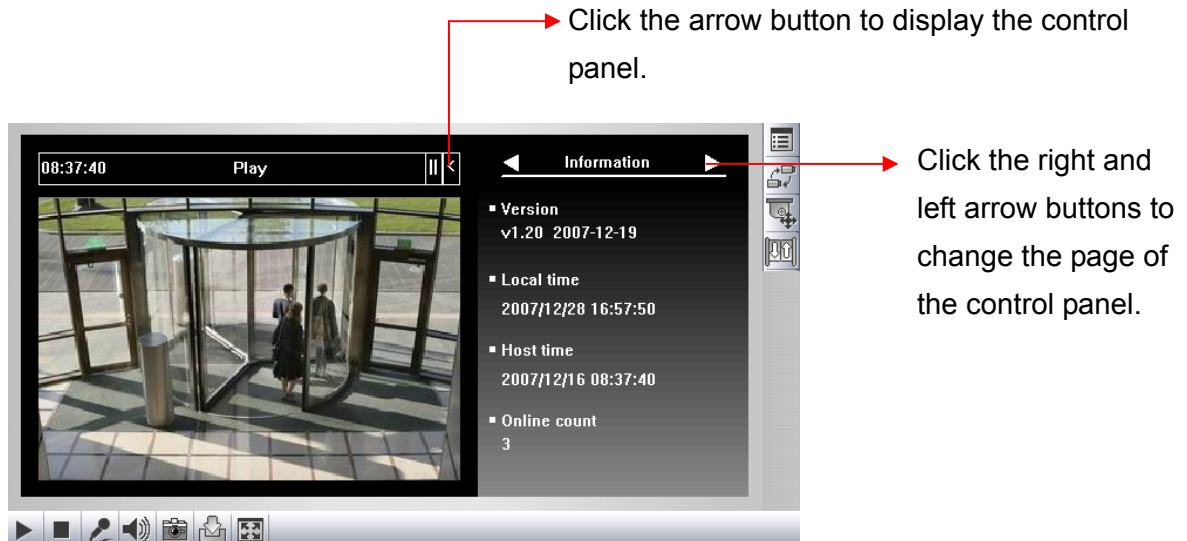 Click the arrow button to display the control
panel.
08:37:40 Play
Information
Version
v1.20 2007-12-19
Local time
2007/12/28 16:57:50
Host time
2007/12/16 08:37:40
Online count
3
Click the right and
left arrow buttons to
change the page of
the control panel.